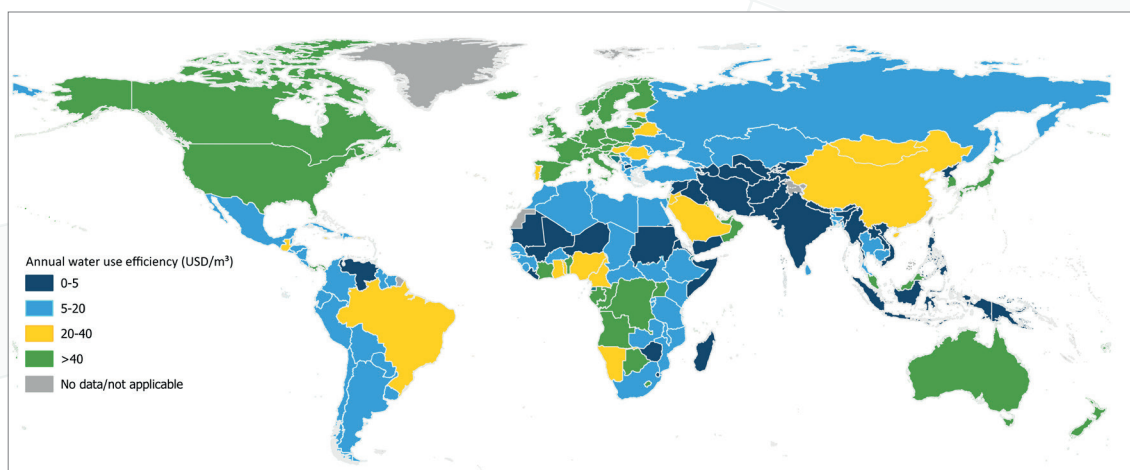 Annual water use efficiency (USD/m³)
0-5
5-20
20-40
>40
No data/not applicable